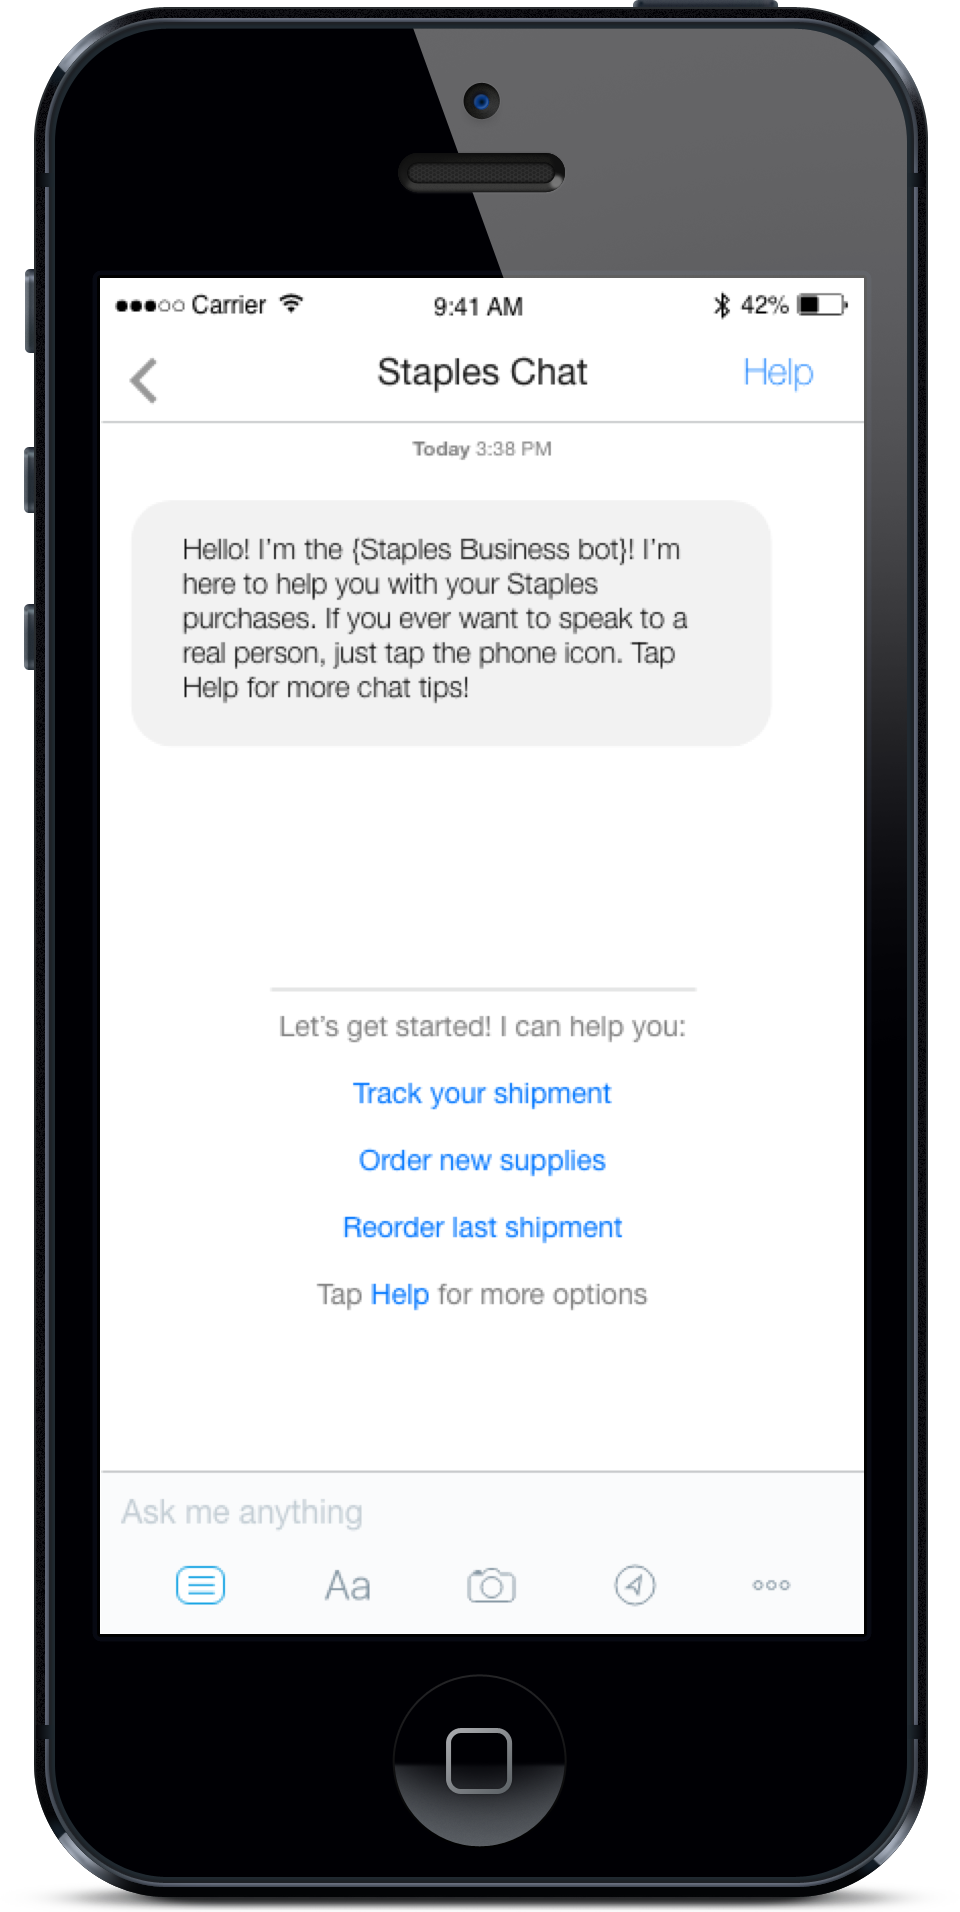 Carrier 9:41 AM 42%
Staples Chat Help
Today 3:38 PM
Hello! I'm the {Staples Business bot}! I'm
here to help you with your Staples
purchases. If you ever want to speak to a
real person, just tap the phone icon. Tap
Help for more chat tips!
Let's get started! I can help you:
Track your shipment
Order new supplies
Reorder last shipment
Tap Help for more options
Ask me anything
Aa